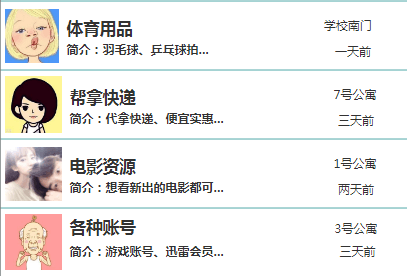 体育用品
学校南门
简介：羽毛球、乒乓球拍...
一天前
帮拿快递
7号公寓
简介：代拿快递、便宜实惠...
三天前
电影资源
1号公寓
简介：想看新出的电影都可...
两天前
各种账号
3号公寓
简介：游戏账号、迅雷会员...
三天前